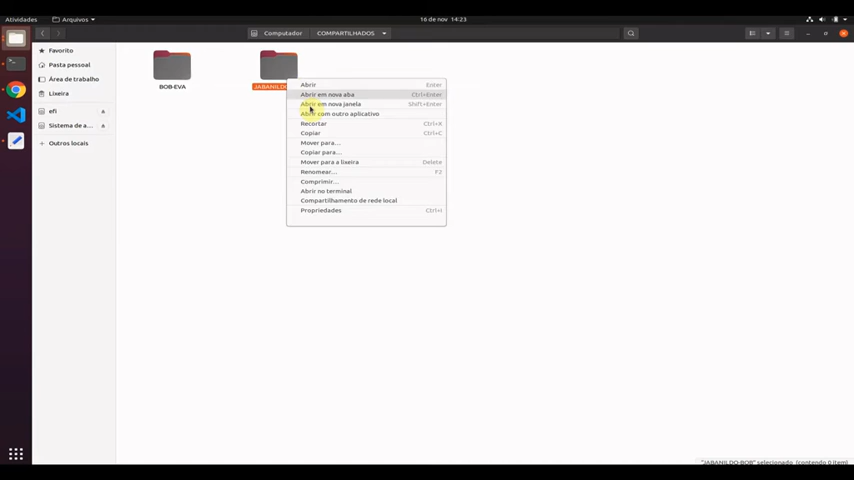 Atividades Arquivos 16 de nov 14:23
Computador COMPARTILHADOS
Favorito
Pasta pessoal
Área de trabalho
Lixeira
efi
Sistema de a...
Outros locais
BOB-EVA
JABANILDO
Abrir Enter
Abrir em nova aba Ctrl+Enter
Abrir em nova janela Shift+Enter
Abrir com outro aplicativo
Recortar Ctrl+X
Copiar Ctrl+C
Mover para...
Copiar para...
Mover para a lixeira Delete
Renomear... F2
Comprimir...
Abrir no terminal
Compartilhamento de rede local
Propriedades Ctrl+I
"JABANILDO-BOB" selecionado (contendo 0 item)